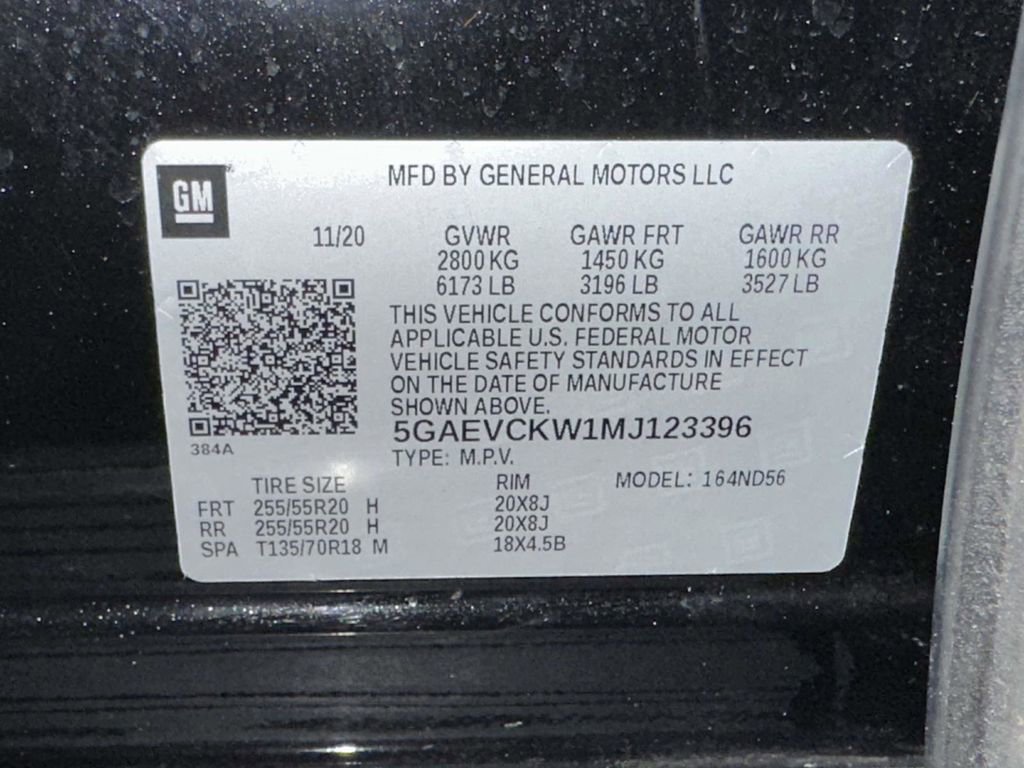 GM
MFD BY GENERAL MOTORS LLC
11/20 GVWR GAWR FRT GAWR RR
2800 KG 1450 KG 1600 KG
6173 LB 3196 LB 3527 LB
THIS VEHICLE CONFORMS TO ALL
APPLICABLE U.S. FEDERAL MOTOR
VEHICLE SAFETY STANDARDS IN EFFECT
ON THE DATE OF MANUFACTURE
SHOWN ABOVE.
5GAEVCKW1MJ123396
384A
TYPE: M.P.V.
TIRE SIZE RIM MODEL: 164ND56
FRT 255/55R20 H 20X8J
RR 255/55R20 H 20X8J
SPA T135/70R18 M 18X4.5B